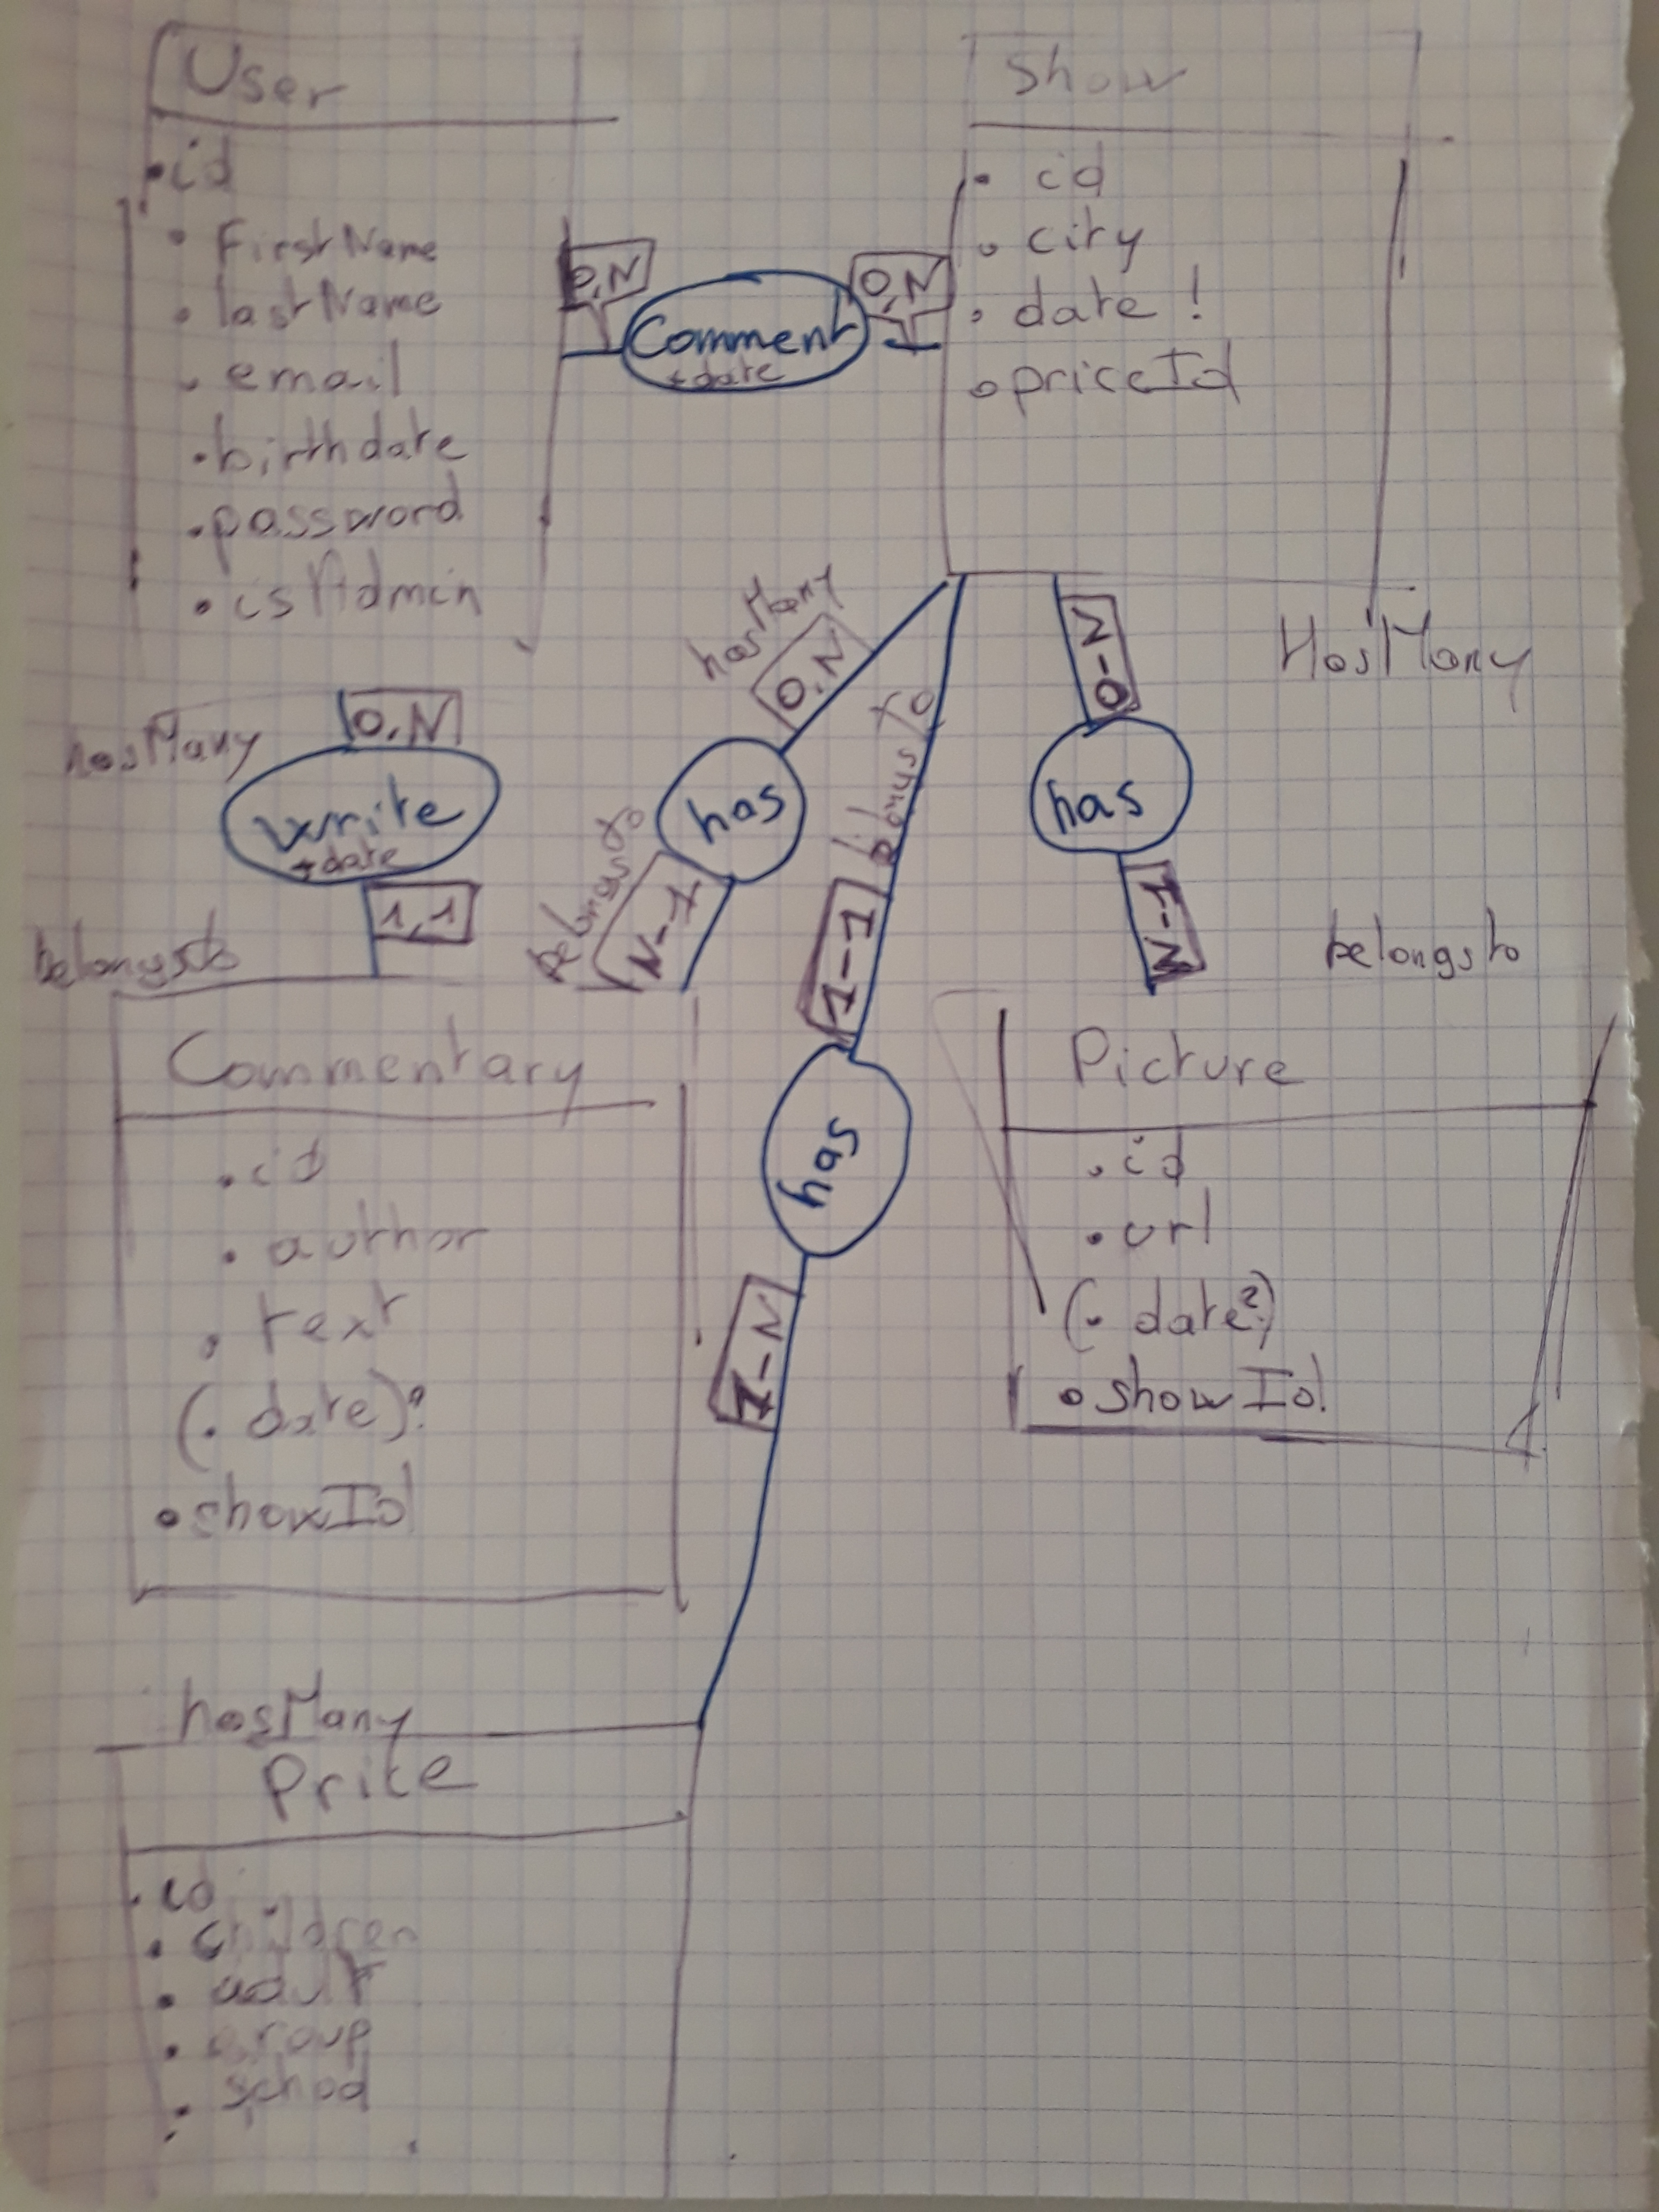 User
• id
• FirstName
• lastName
• email
• birthdate
• password
• isAdmin
0,N
Comment
+date
0,N
Show
• id
• city
• date !
• priceId
hasMany
0,N
write
+date
1,1
belongsto
hasMany
0,N
has
N-1
belongs to
belongs To
1-1
has
1-N
0-N
has
1-N
HasMany
belongsto
Commentary
• id
• author
• text
(• date)?
• showId
Picture
• id
• url
(• date?)
• showId
hasMany
Price
• id
• children
• adult
• group
• school
•